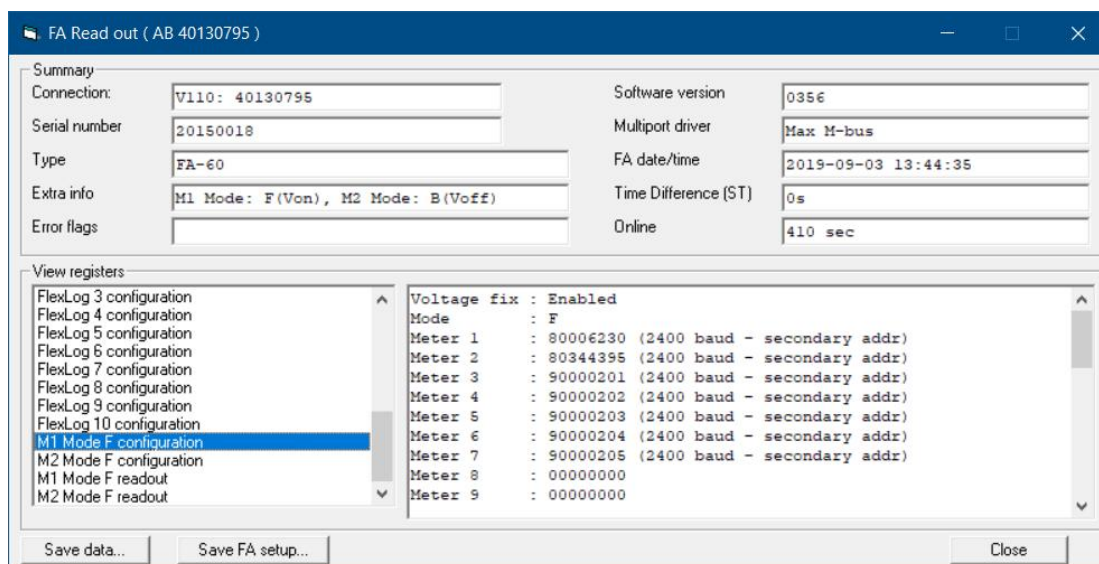 FA Read out ( AB 40130795 )
Summary
Connection: V110: 40130795
Serial number 20150018
Type FA-60
Extra info M1 Mode: F(Von), M2 Mode: B(Voff)
Error flags
Software version 0356
Multiport driver Max M-bus
FA date/time 2019-09-03 13:44:35
Time Difference (ST) 0s
Online 410 sec
View registers
FlexLog 3 configuration
FlexLog 4 configuration
FlexLog 5 configuration
FlexLog 6 configuration
FlexLog 7 configuration
FlexLog 8 configuration
FlexLog 9 configuration
FlexLog 10 configuration
M1 Mode F configuration
M2 Mode F configuration
M1 Mode F readout
M2 Mode F readout
Voltage fix : Enabled
Mode : F
Meter 1 : 80006230 (2400 baud - secondary addr)
Meter 2 : 80344395 (2400 baud - secondary addr)
Meter 3 : 90000201 (2400 baud - secondary addr)
Meter 4 : 90000202 (2400 baud - secondary addr)
Meter 5 : 90000203 (2400 baud - secondary addr)
Meter 6 : 90000204 (2400 baud - secondary addr)
Meter 7 : 90000205 (2400 baud - secondary addr)
Meter 8 : 00000000
Meter 9 : 00000000
Save data...
Save FA setup...
Close